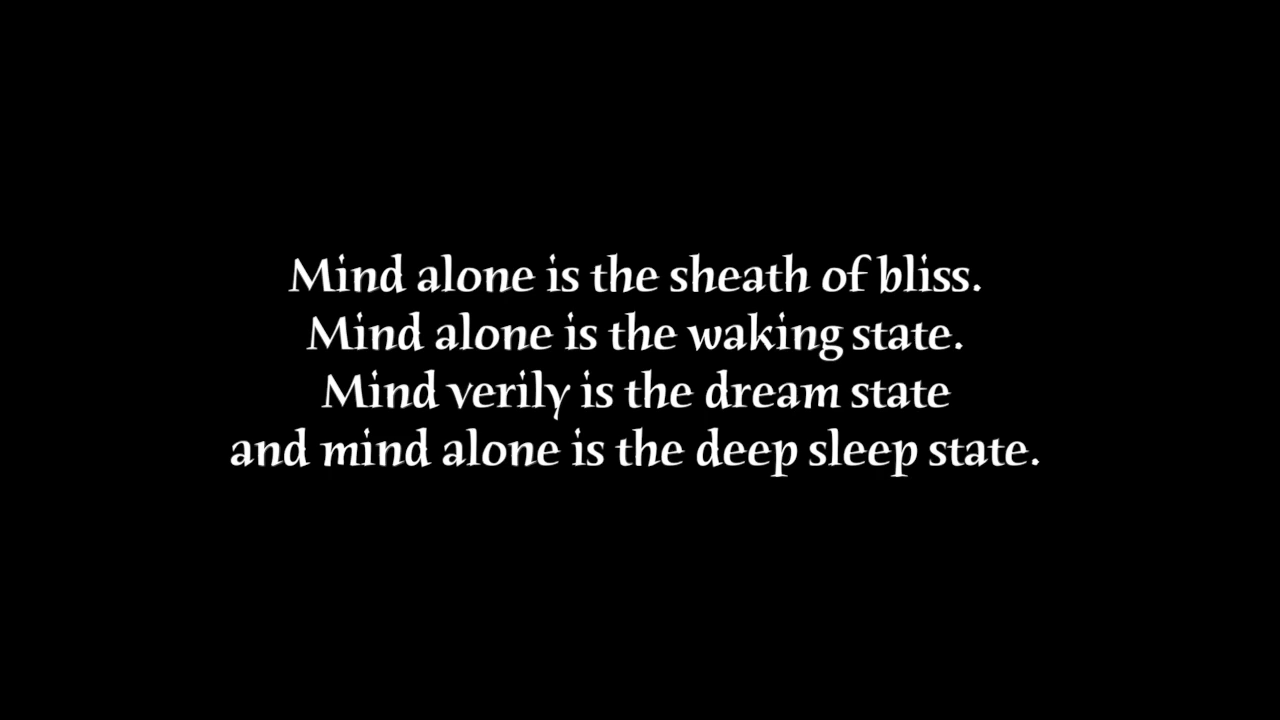 Mind alone is the sheath of bliss.
Mind alone is the waking state.
Mind verily is the dream state
and mind alone is the deep sleep state.